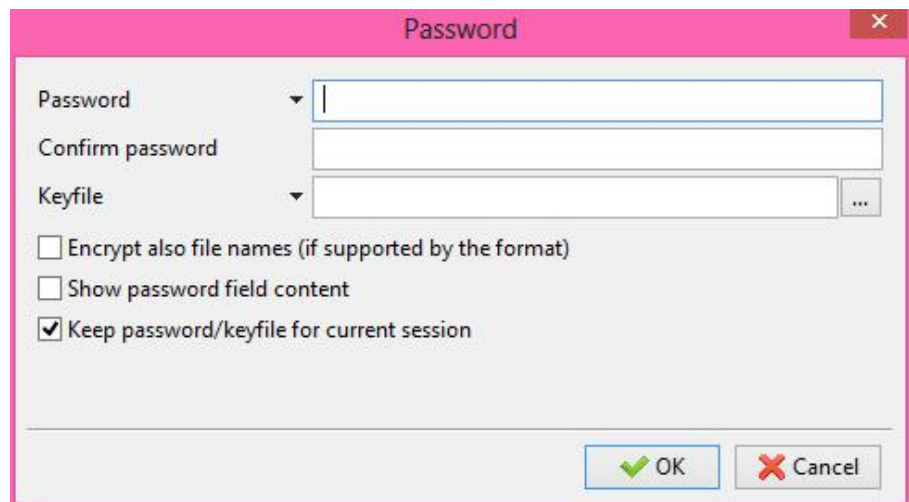 Password
Password
Confirm password
Keyfile
...
Encrypt also file names (if supported by the format)
Show password field content
Keep password/keyfile for current session
OK Cancel